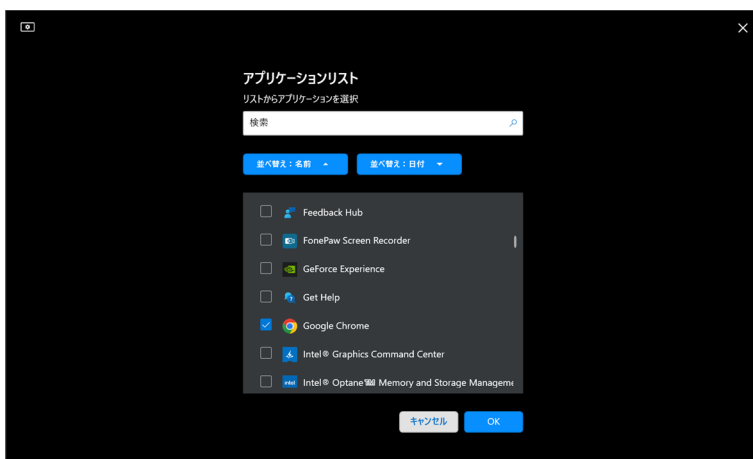 アプリケーションリスト
リストからアプリケーションを選択
検索
並べ替え：名前
並べ替え：日付
Feedback Hub
FonePaw Screen Recorder
GeForce Experience
Get Help
Google Chrome
Intel® Graphics Command Center
intel Intel® Optane™ Memory and Storage Manageme
キャンセル
OK